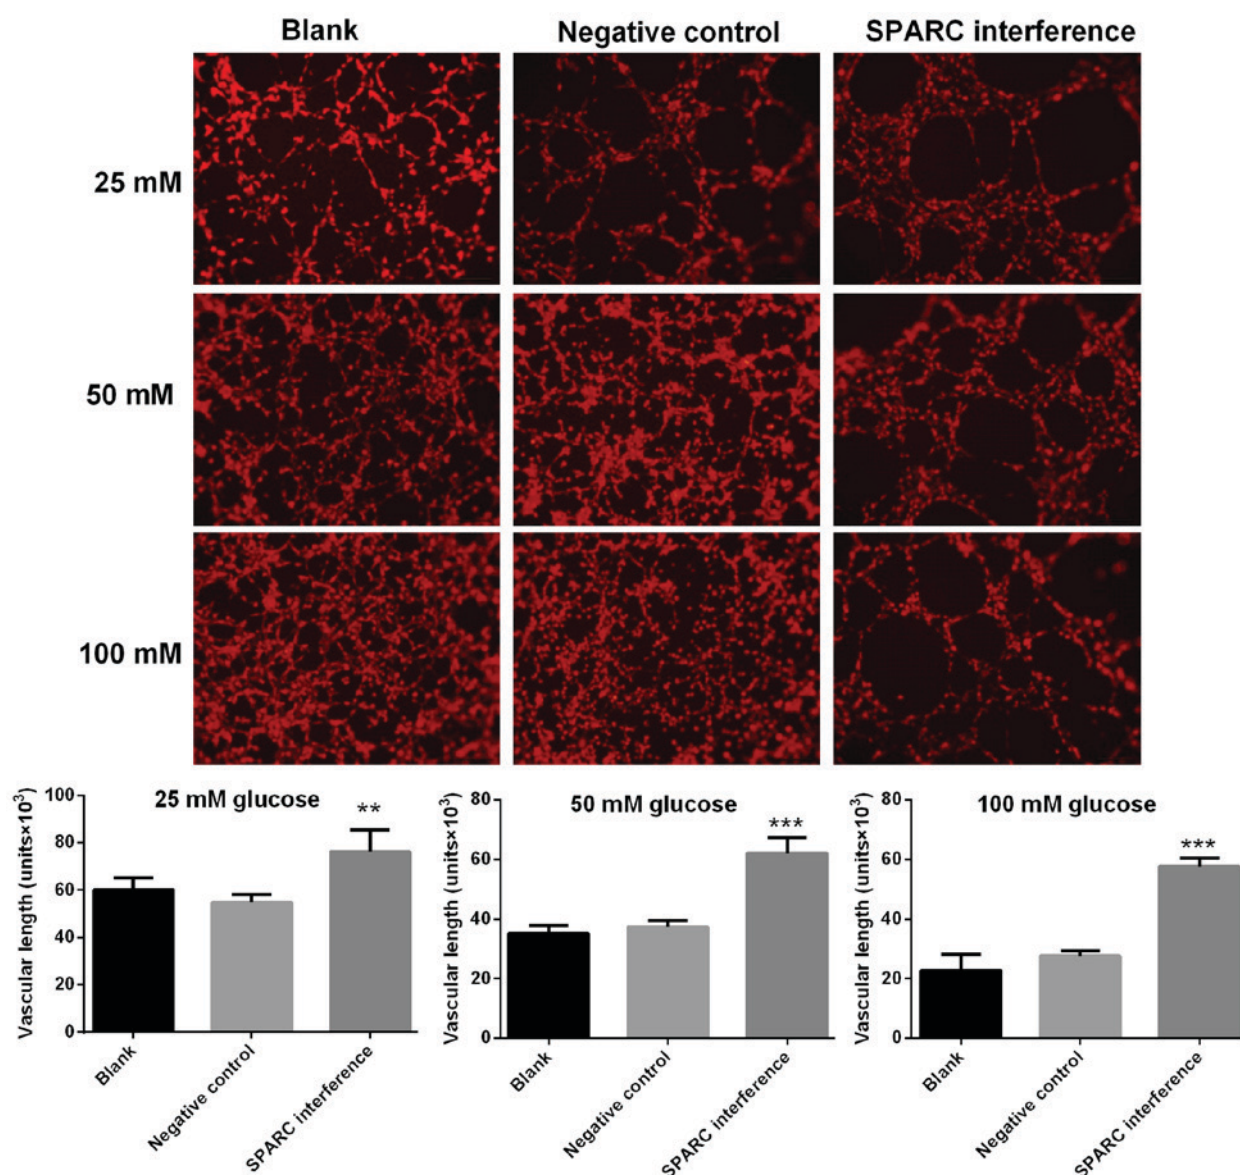 Blank Negative control SPARC interference
25 mM
50 mM
100 mM
25 mM glucose
Vascular length (units×10³)
100
80
60
40
20
0
**
Blank
Negative control
SPARC interference
50 mM glucose
Vascular length (units×10³)
80
60
40
20
0
***
Blank
Negative control
SPARC interference
100 mM glucose
Vascular length (units×10³)
80
60
40
20
0
***
Blank
Negative control
SPARC interference